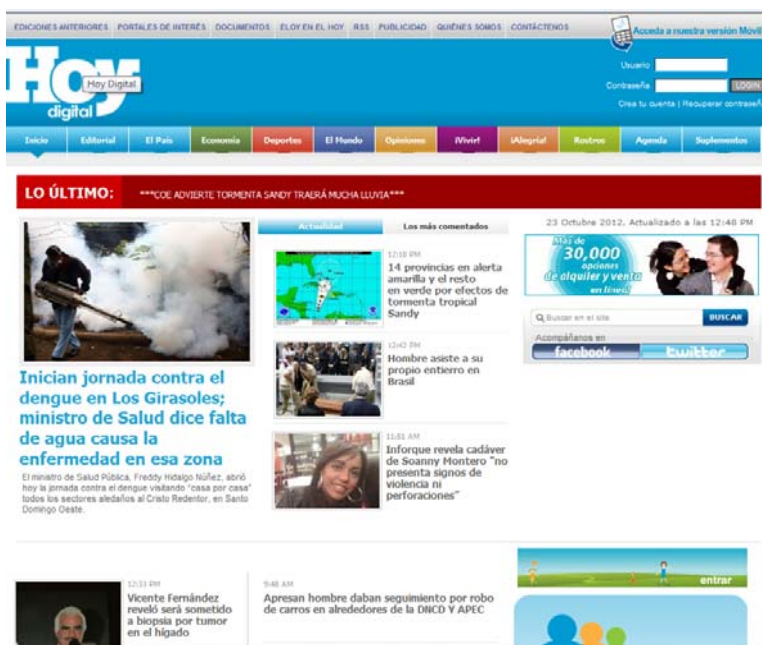 EDICIONES ANTERIORES PORTALES DE INTERÉS DOCUMENTOS ELOY EN EL HOY RSS PUBLICIDAD QUIÉNES SOMOS CONTÁCTENOS
Acceda a nuestra versión Móvil
Hoy
digital
Hoy Digital
Usuario
Contraseña
LOGIN
Crea tu cuenta | Recuperar contraseñ
Inicio Editorial El País Economía Deportes El Mundo Opiniones ¡Vivir! ¡Alegría! Rostros Agenda Suplementos
LO ÚLTIMO: ***COE ADVIERTE TORMENTA SANDY TRAERÁ MUCHA LLUVIA***
Inician jornada contra el
dengue en Los Girasoles;
ministro de Salud dice falta
de agua causa la
enfermedad en esa zona
El ministro de Salud Pública, Freddy Hidalgo Núñez, abrió
hoy la jornada contra el dengue visitando "casa por casa"
todos los sectores aledaños al Cristo Redentor, en Santo
Domingo Oeste.
Actualidad Los más comentados
12:18 PM
14 provincias en alerta
amarilla y el resto
en verde por efectos de
tormenta tropical
Sandy
12:42 PM
Hombre asiste a su
propio entierro en
Brasil
11:51 AM
Inforque revela cadáver
de Soanny Montero "no
presenta signos de
violencia ni
perforaciones"
23 Octubre 2012, Actualizado a las 12:48 PM
Más de
30,000
opciones
de alquiler y venta
en línea!
Buscar en el site
BUSCAR
Acompáñanos en
facebook twitter
12:33 PM
Vicente Fernández
reveló será sometido
a biopsia por tumor
en el hígado
9:48 AM
Apresan hombre daban seguimiento por robo
de carros en alrededores de la DNCD Y APEC
entrar